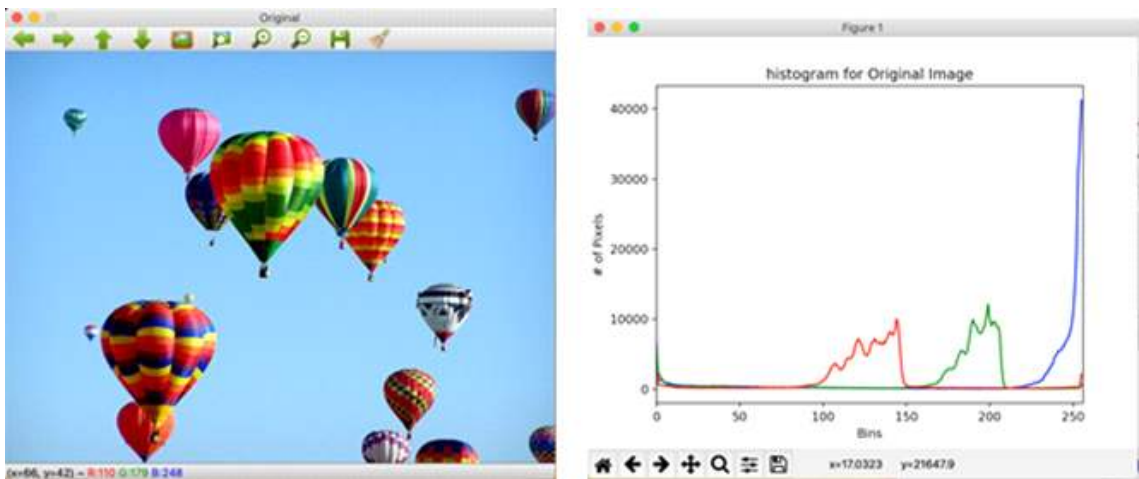 Original
(x=66, y=42) ~ R:110 G:179 B:248
Figure 1
histogram for Original Image
# of Pixels
40000
30000
20000
10000
0
0 50 100 150 200 250
Bins
x=17.0323 y=21647.9